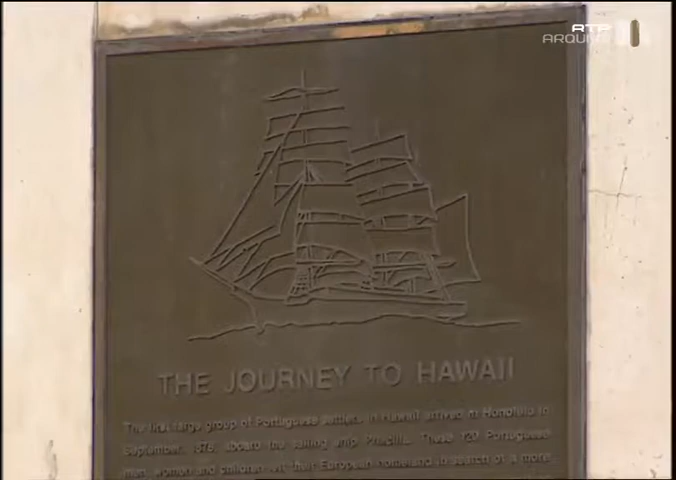 RTP
ARQUIVO
THE JOURNEY TO HAWAII
The first large group of Portuguese settlers in Hawaii arrived in Honolulu in
September, 1878, aboard the sailing ship Priscilla. These 120 Portuguese
men, women and children left their European homeland in search of a more